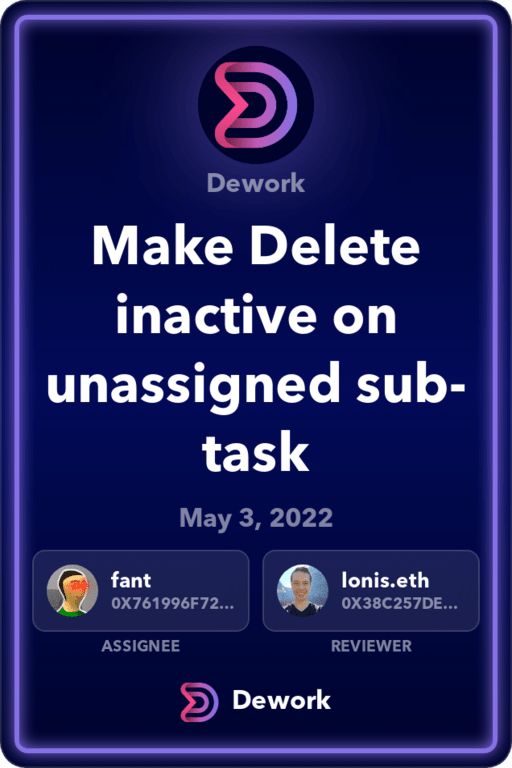 Dework
Make Delete
inactive on
unassigned sub-
task
May 3, 2022
fant
0X761996F72...
lonis.eth
0X38C257DE...
ASSIGNEE
REVIEWER
Dework